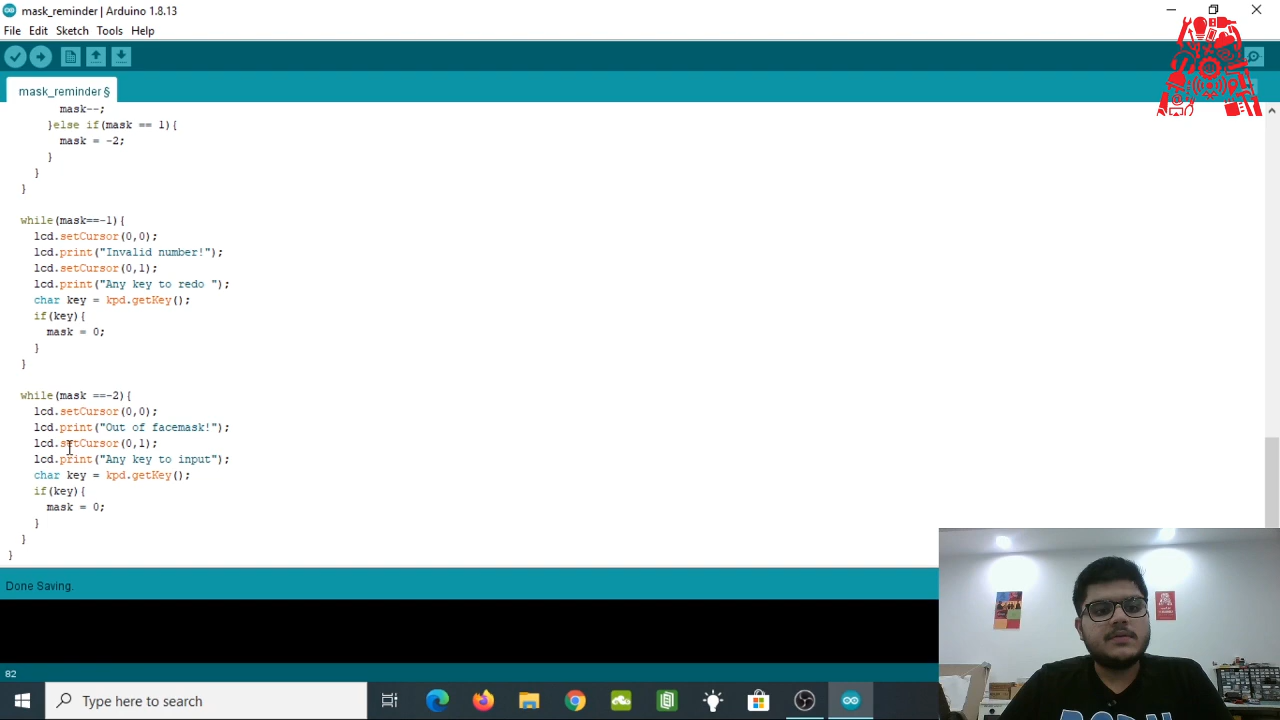 mask_reminder | Arduino 1.8.13
File Edit Sketch Tools Help
mask_reminder §
mask--;
}else if(mask == 1){
mask = -2;
}
}
}
while(mask==-1){
lcd.setCursor(0,0);
lcd.print("Invalid number!");
lcd.setCursor(0,1);
lcd.print("Any key to redo ");
char key = kpd.getKey();
if(key){
mask = 0;
}
}
while(mask ==-2){
lcd.setCursor(0,0);
lcd.print("Out of facemask!");
lcd.setCursor(0,1);
lcd.print("Any key to input");
char key = kpd.getKey();
if(key){
mask = 0;
}
}
}
Done Saving.
82
Type here to search